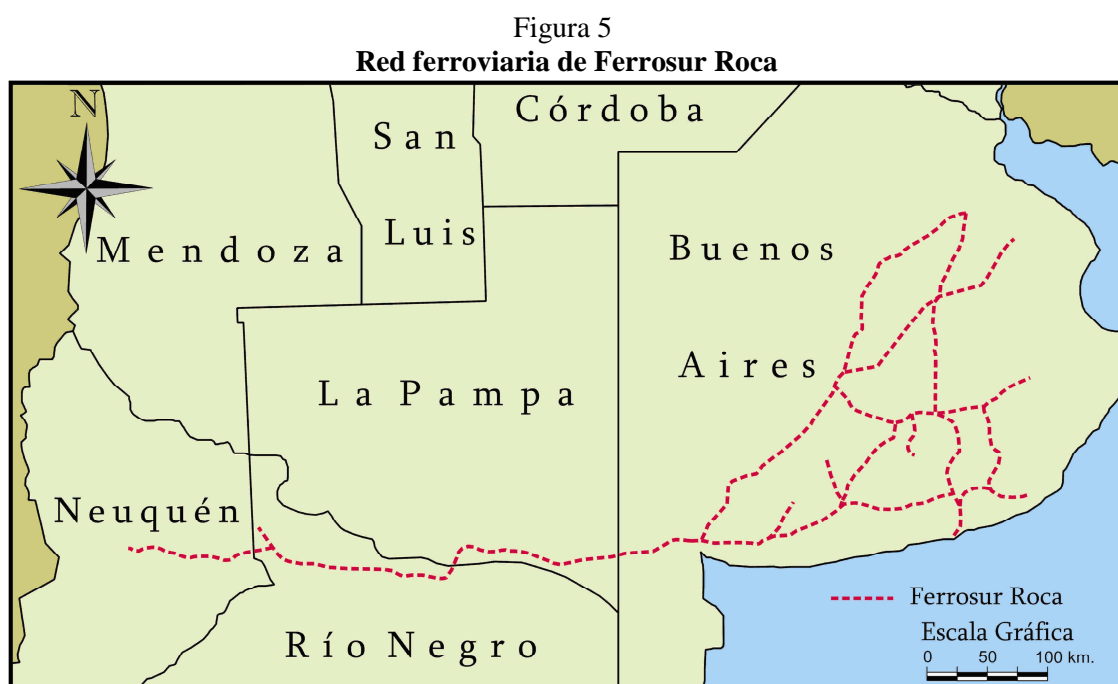 Figura 5
Red ferroviaria de Ferrosur Roca
N
Córdoba
San
Luis
Mendoza
Buenos
Aires
La Pampa
Neuquén
Río Negro
Ferrosur Roca
Escala Gráfica
0 50 100 km.